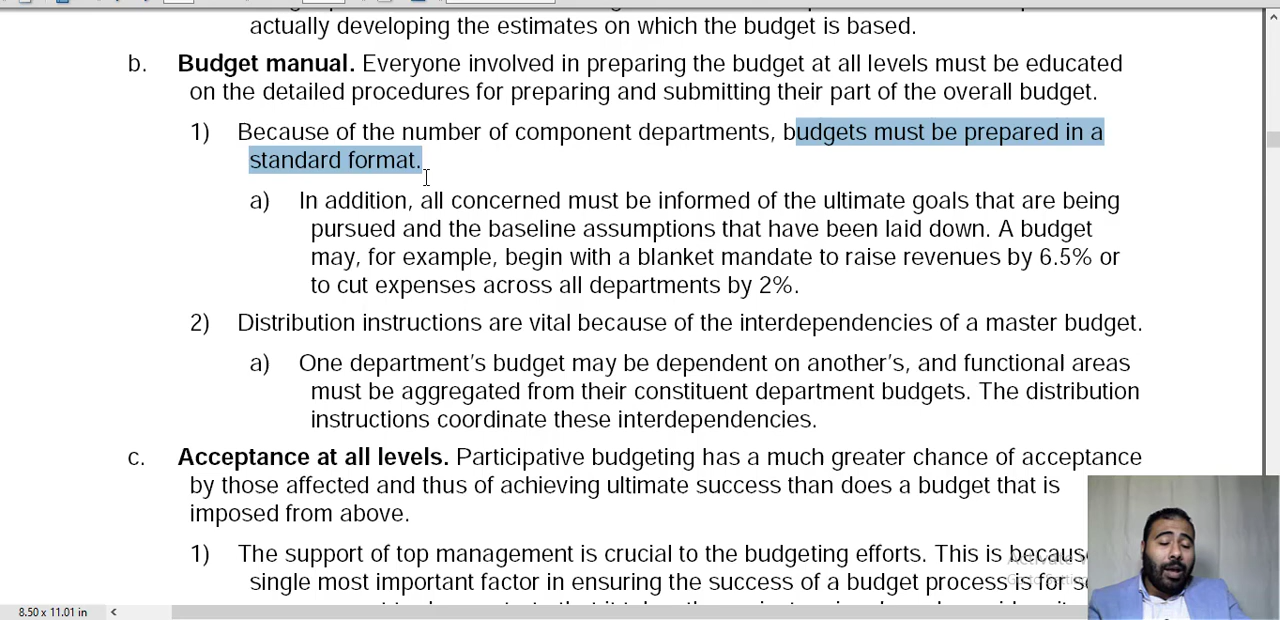 actually developing the estimates on which the budget is based.
b. Budget manual. Everyone involved in preparing the budget at all levels must be educated
on the detailed procedures for preparing and submitting their part of the overall budget.
1) Because of the number of component departments, budgets must be prepared in a
standard format.
a) In addition, all concerned must be informed of the ultimate goals that are being
pursued and the baseline assumptions that have been laid down. A budget
may, for example, begin with a blanket mandate to raise revenues by 6.5% or
to cut expenses across all departments by 2%.
2) Distribution instructions are vital because of the interdependencies of a master budget.
a) One department's budget may be dependent on another's, and functional areas
must be aggregated from their constituent department budgets. The distribution
instructions coordinate these interdependencies.
c. Acceptance at all levels. Participative budgeting has a much greater chance of acceptance
by those affected and thus of achieving ultimate success than does a budget that is
imposed from above.
1) The support of top management is crucial to the budgeting efforts. This is
single most important factor in ensuring the success of a budget process is for
8.50 x 11.01 in